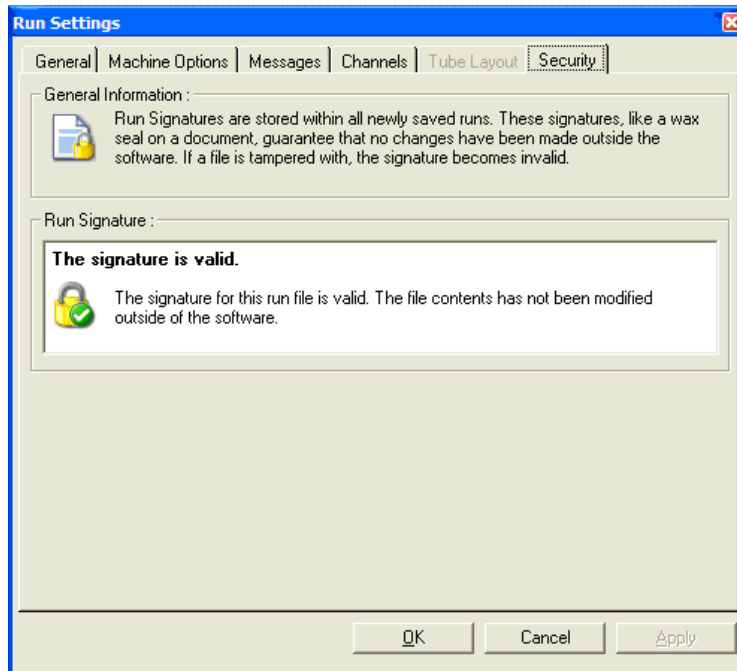 Run Settings
General Machine Options Messages Channels Tube Layout Security
General Information :
Run Signatures are stored within all newly saved runs. These signatures, like a wax
seal on a document, guarantee that no changes have been made outside the
software. If a file is tampered with, the signature becomes invalid.
Run Signature :
The signature is valid.
The signature for this run file is valid. The file contents has not been modified
outside of the software.
OK Cancel Apply